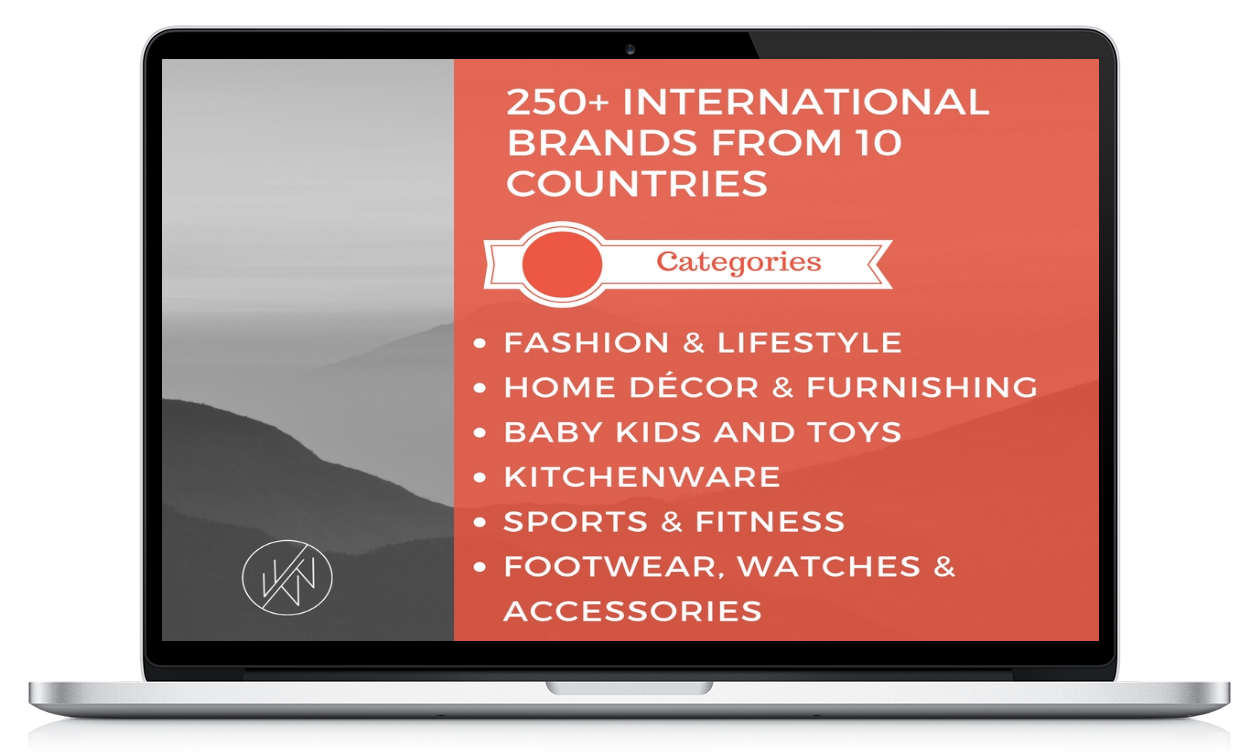 250+ INTERNATIONAL
BRANDS FROM 10
COUNTRIES
Categories
• FASHION & LIFESTYLE
• HOME DÉCOR & FURNISHING
• BABY KIDS AND TOYS
• KITCHENWARE
• SPORTS & FITNESS
• FOOTWEAR, WATCHES &
ACCESSORIES